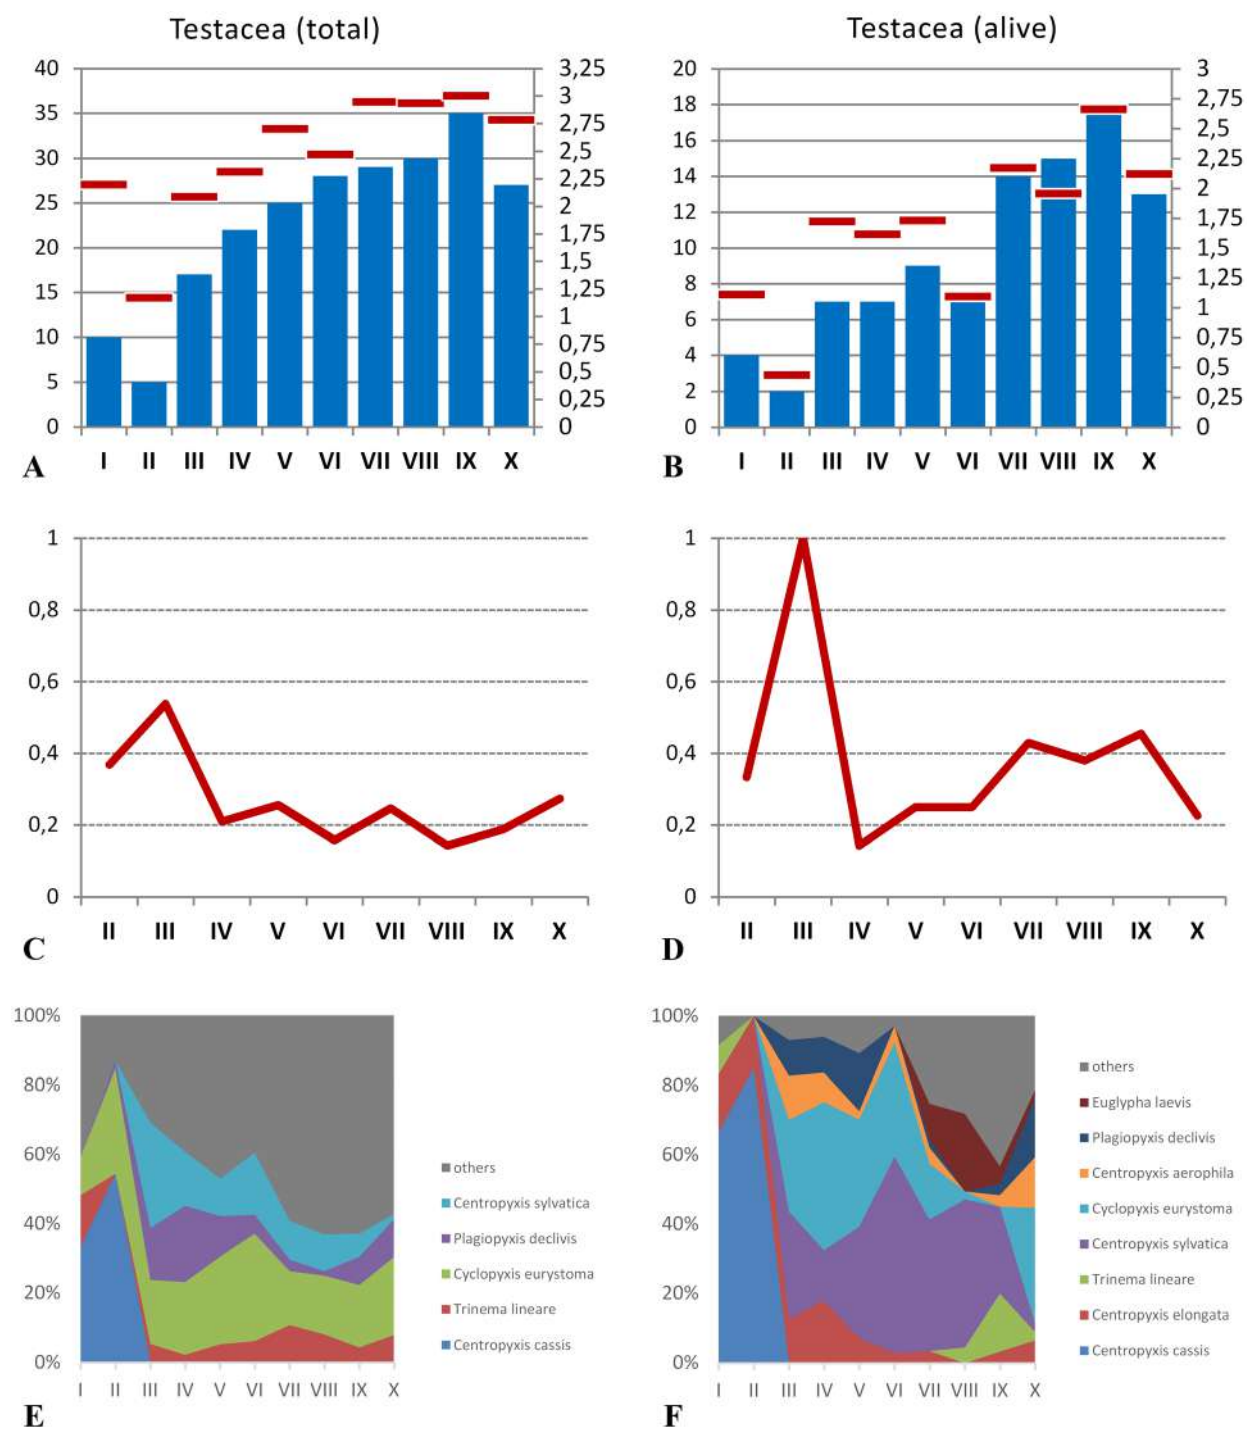 Testacea (total)
40
35
30
25
20
15
10
5
0
3,25
3
2,75
2,5
2,25
2
1,75
1,5
1,25
1
0,75
0,5
0,25
0
I II III IV V VI VII VIII IX X
A
Testacea (alive)
20
18
16
14
12
10
8
6
4
2
0
3
2,75
2,5
2,25
2
1,75
1,5
1,25
1
0,75
0,5
0,25
0
I II III IV V VI VII VIII IX X
B
1
0,8
0,6
0,4
0,2
0
II III IV V VI VII VIII IX X
C
1
0,8
0,6
0,4
0,2
0
II III IV V VI VII VIII IX X
D
100%
80%
60%
40%
20%
0%
I II III IV V VI VII VIII IX X
others
Centropyxis sylvatica
Plagiopyxis declivis
Cyclopyxis eurystoma
Trinema lineare
Centropyxis cassis
E
100%
80%
60%
40%
20%
0%
I II III IV V VI VII VIII IX X
others
Euglypha laevis
Plagiopyxis declivis
Centropyxis aerophila
Cyclopyxis eurystoma
Centropyxis sylvatica
Trinema lineare
Centropyxis elongata
Centropyxis cassis
F